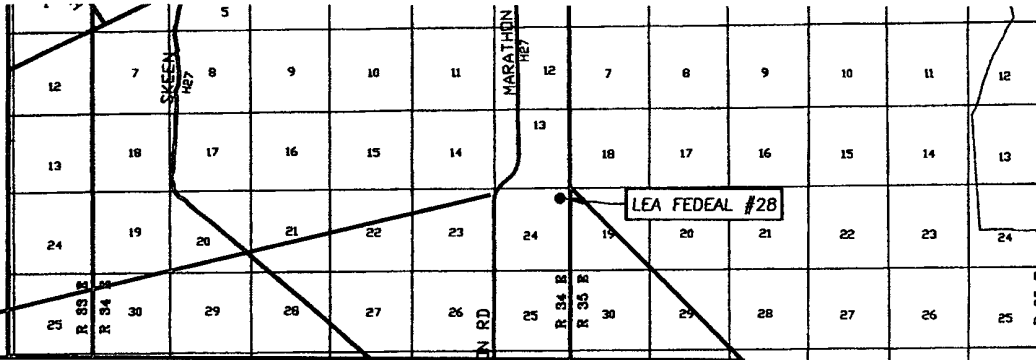 5
7 8 9 10 11 12 7 8 9 10 11 12
12
SKEEN
H27
MARATHON
H27
13
13 18 17 16 15 14 18 17 16 15 14 13
LEA FEDEAL #28
24 19 20 21 22 23 24 19 20 21 22 23 24
R 33 E
R 34 E
R 34 E
R 35 E
25 30 29 28 27 26 25 30 29 28 27 26 25
RD